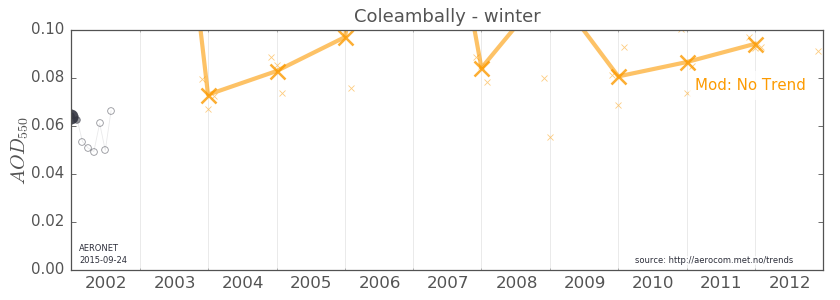 Coleambally - winter
0.10
0.08
0.06
0.04
0.02
0.00
AOD550
Mod: No Trend
AERONET
2015-09-24
source: http://aerocom.met.no/trends
2002 2003 2004 2005 2006 2007 2008 2009 2010 2011 2012